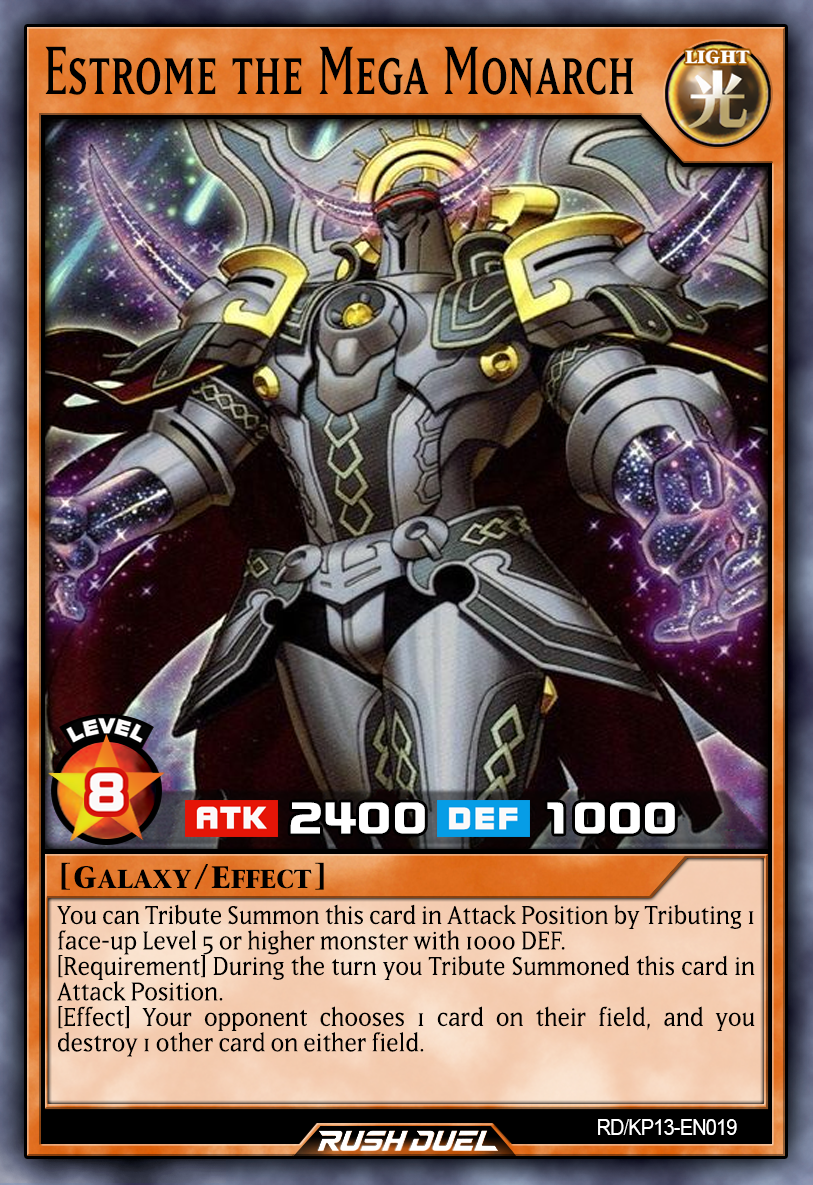 Estrome the Mega Monarch
LIGHT
光
LEVEL
8
ATK 2400 DEF 1000
[Galaxy/Effect]
You can Tribute Summon this card in Attack Position by Tributing 1
face-up Level 5 or higher monster with 1000 DEF.
[Requirement] During the turn you Tribute Summoned this card in
Attack Position.
[Effect] Your opponent chooses 1 card on their field, and you
destroy 1 other card on either field.
RD/KP13-EN019
RUSH DUEL